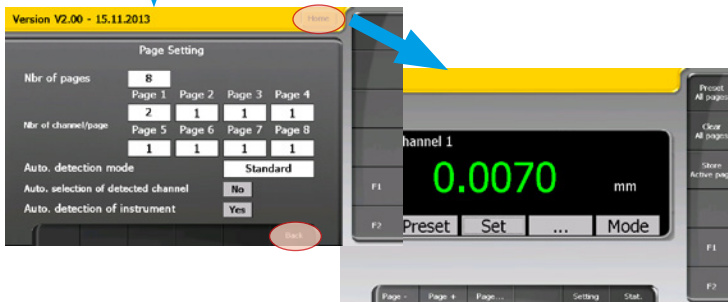 Version V2.00 - 15.11.2013
Home
Page Setting
Nbr of pages 8
Page 1 Page 2 Page 3 Page 4
2 1 1 1
Nbr of channel/page
Page 5 Page 6 Page 7 Page 8
1 1 1 1
Auto. detection mode Standard
Auto. selection of detected channel No
Auto. detection of instrument Yes
Back
F1
F2
hannel 1
0.0070 mm
Preset Set ... Mode
Page - Page + Page... Setting Stat.
Preset
All pages
Clear
All pages
Store
Active pag
F1
F2